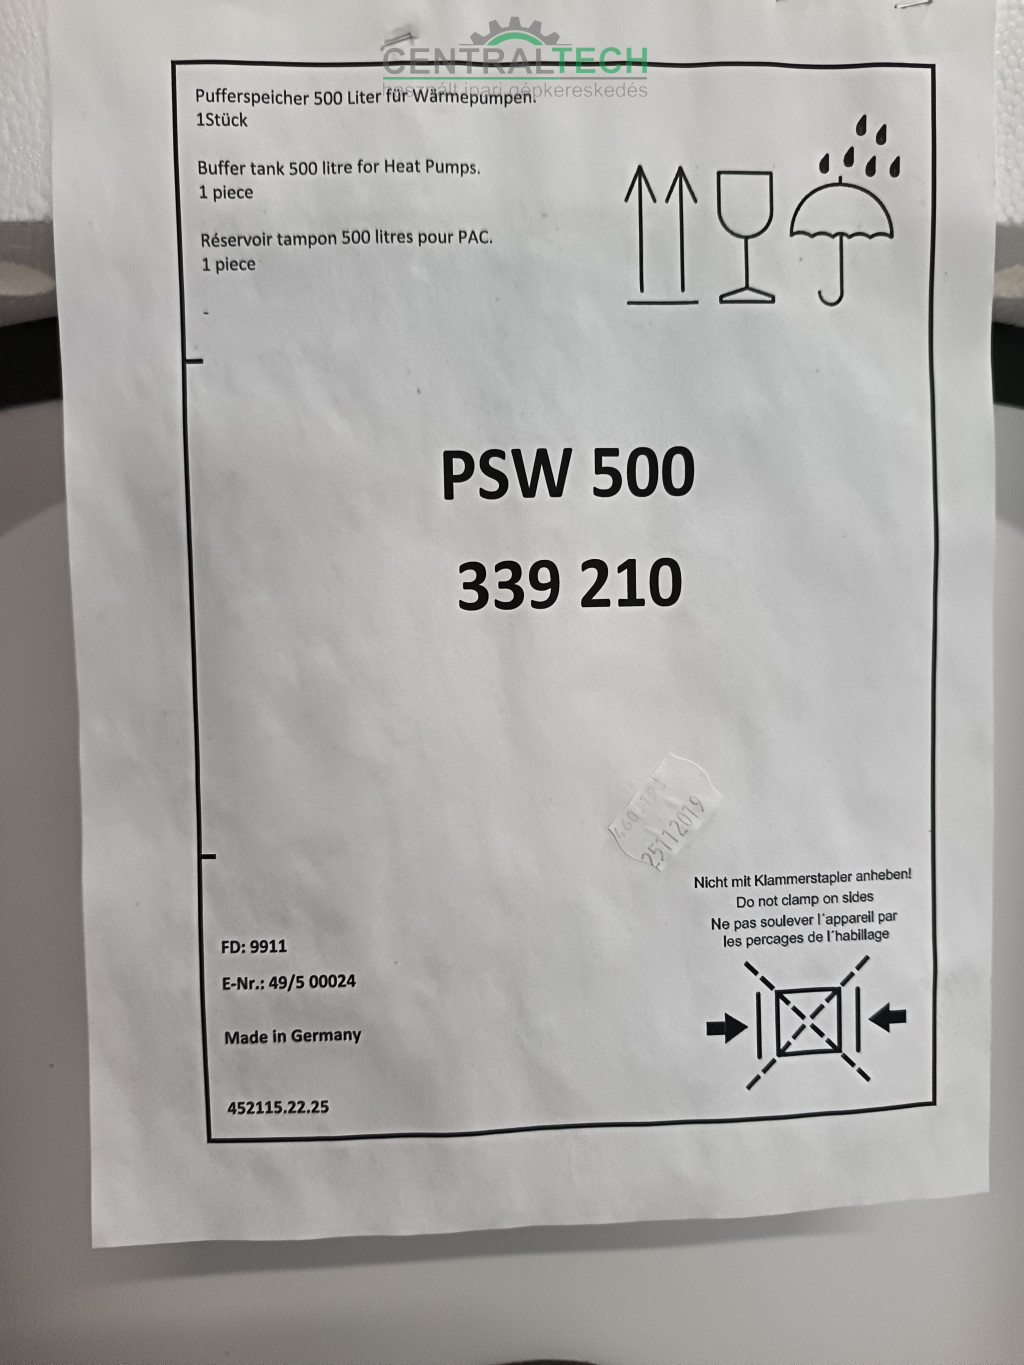 CENTRALTECH
használt ipari gépkereskedés
Pufferspeicher 500 Liter für Wärmepumpen.
1Stück
Buffer tank 500 litre for Heat Pumps.
1 piece
Réservoir tampon 500 litres pour PAC.
1 piece
-
PSW 500
339 210
25112019
Nicht mit Klammerstapler anheben!
Do not clamp on sides
Ne pas soulever l´appareil par
les percages de l´habillage
FD: 9911
E-Nr.: 49/5 00024
Made in Germany
452115.22.25